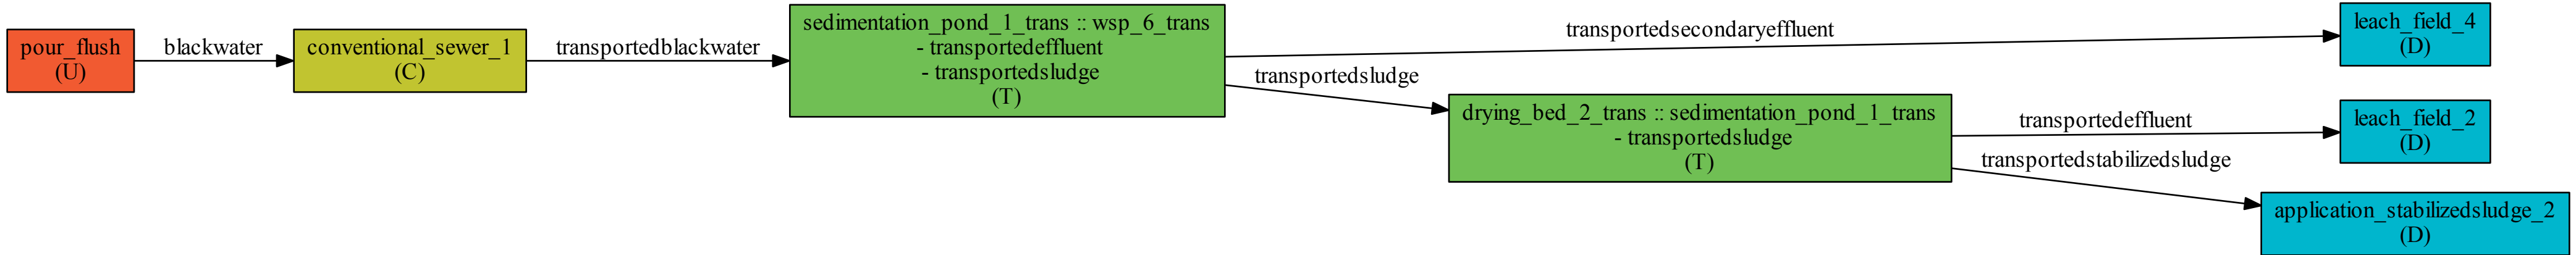 pour_flush
(U)
blackwater
conventional_sewer_1
(C)
transportedblackwater
sedimentation_pond_1_trans :: wsp_6_trans
- transportedeffluent
- transportedsludge
(T)
transportedsecondaryeffluent
leach_field_4
(D)
transportedsludge
drying_bed_2_trans :: sedimentation_pond_1_trans
- transportedsludge
(T)
transportedeffluent
leach_field_2
(D)
transportedstabilizedsludge
application_stabilizedsludge_2
(D)